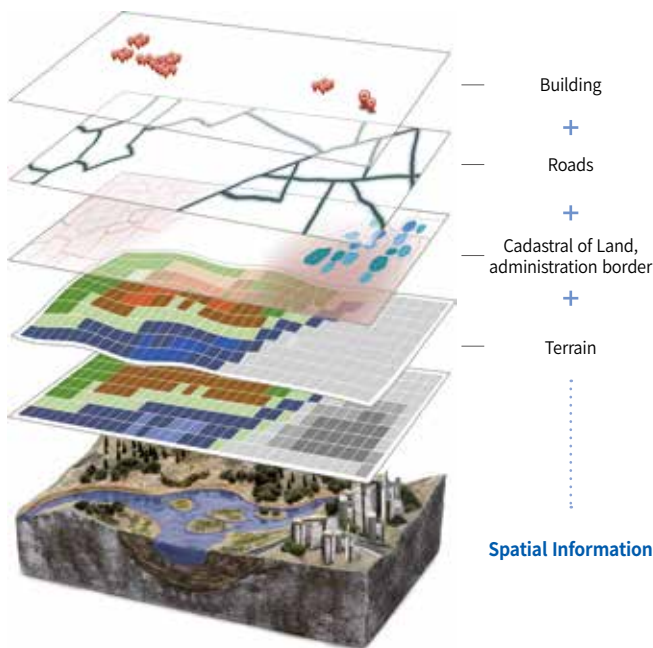 Building
+
Roads
+
Cadastral of Land,
administration border
+
Terrain
Spatial Information